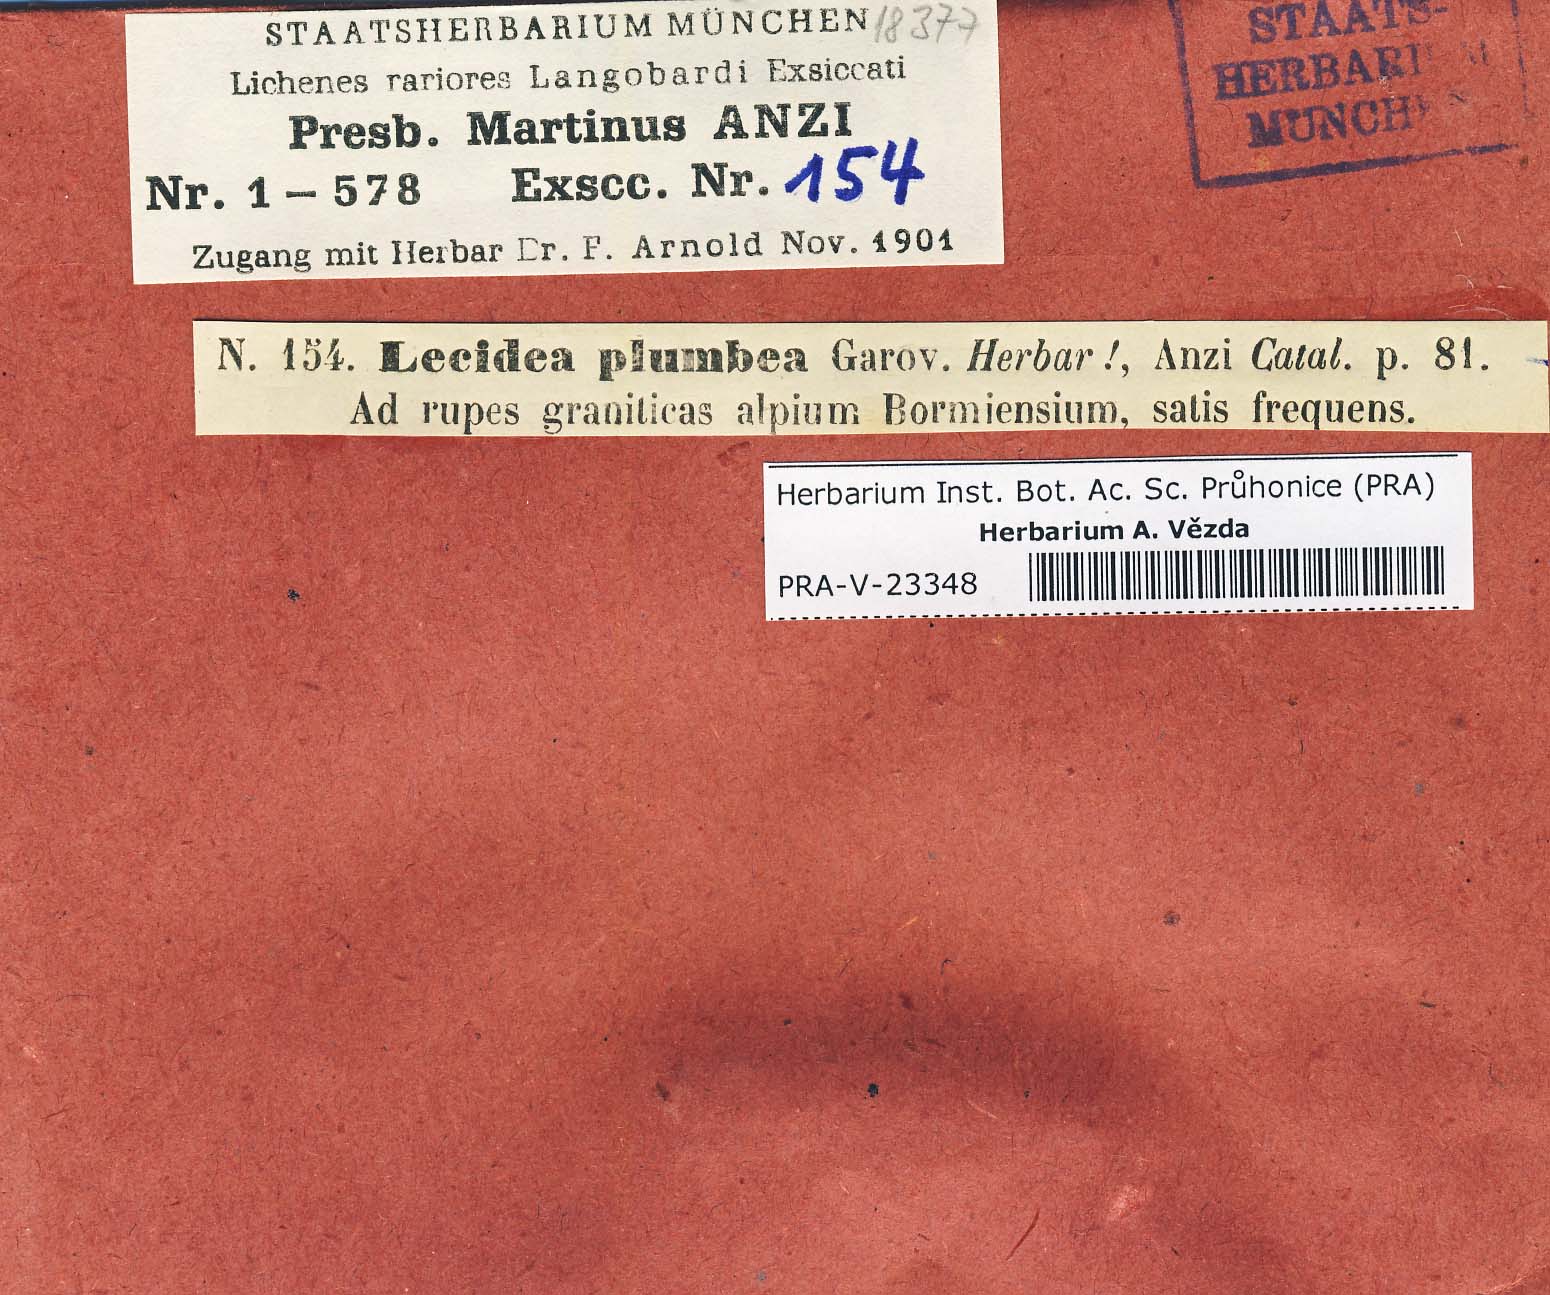 STAATSHERBARIUM MÜNCHEN 18377
Lichenes rariores Langobardi Exsiccati
Presb. Martinus ANZI
Nr. 1 – 578 Exscc. Nr. 154
Zugang mit Herbar Dr. F. Arnold Nov. 1901
STAATS-
HERBARIUM
MÜNCHEN
N. 154. Lecidea plumbea Garov. Herbar!, Anzi Catal. p. 81.
Ad rupes graniticas alpium Bormiensium, satis frequens.
Herbarium Inst. Bot. Ac. Sc. Průhonice (PRA)
Herbarium A. Vězda
PRA-V-23348